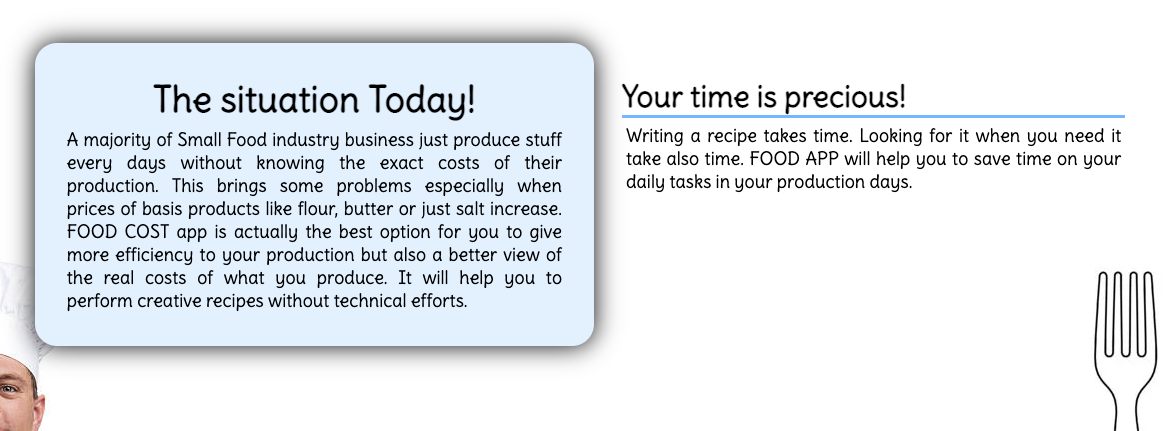 The situation Today!
A majority of Small Food industry business just produce stuff
every days without knowing the exact costs of their
production. This brings some problems especially when
prices of basis products like flour, butter or just salt increase.
FOOD COST app is actually the best option for you to give
more efficiency to your production but also a better view of
the real costs of what you produce. It will help you to
perform creative recipes without technical efforts.
Your time is precious!
Writing a recipe takes time. Looking for it when you need it
take also time. FOOD APP will help you to save time on your
daily tasks in your production days.